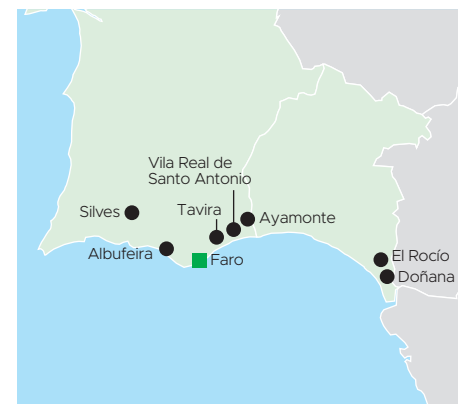 Vila Real de
Santo Antonio
Tavira
Silves
Ayamonte
Albufeira
Faro
El Rocío
Doñana